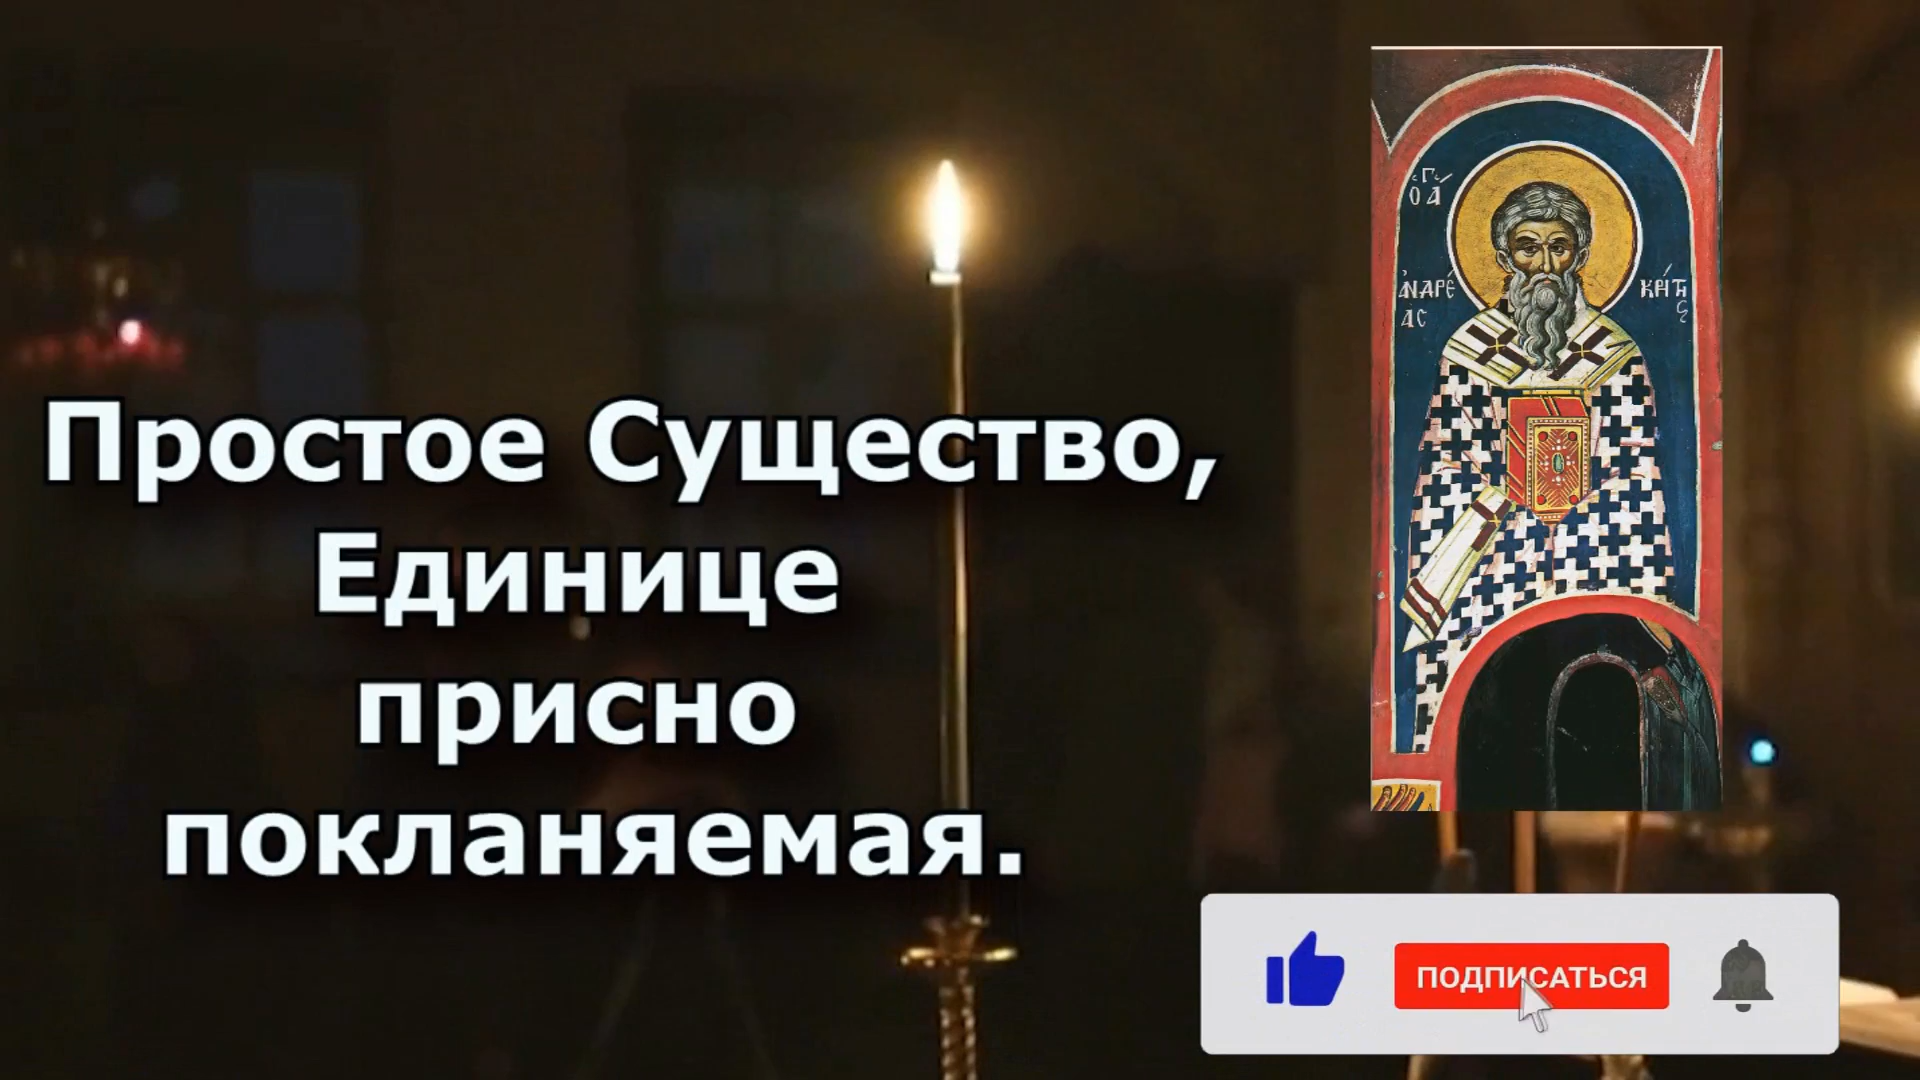 Простое Существо,
Единице
присно
покланяемая.
ПОДПИСАТЬСЯ